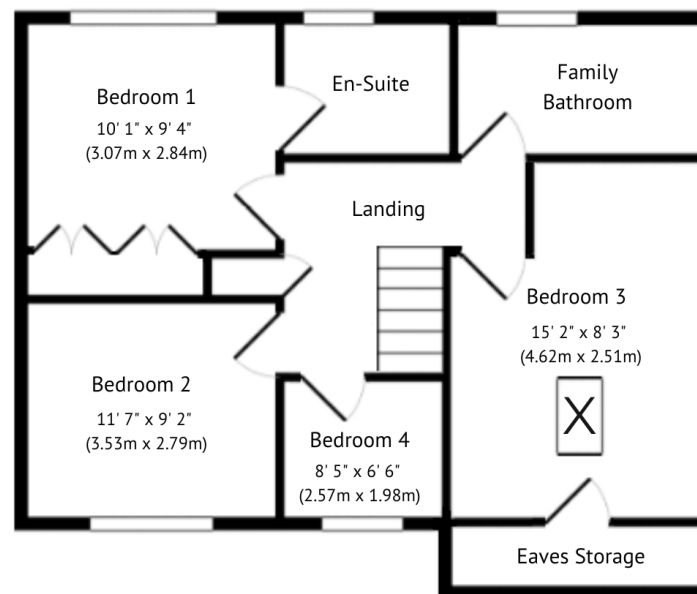 Bedroom 1
10' 1" x 9' 4"
(3.07m x 2.84m)
En-Suite
Family
Bathroom
Landing
Bedroom 3
15' 2" x 8' 3"
(4.62m x 2.51m)
X
Bedroom 2
11' 7" x 9' 2"
(3.53m x 2.79m)
Bedroom 4
8' 5" x 6' 6"
(2.57m x 1.98m)
Eaves Storage